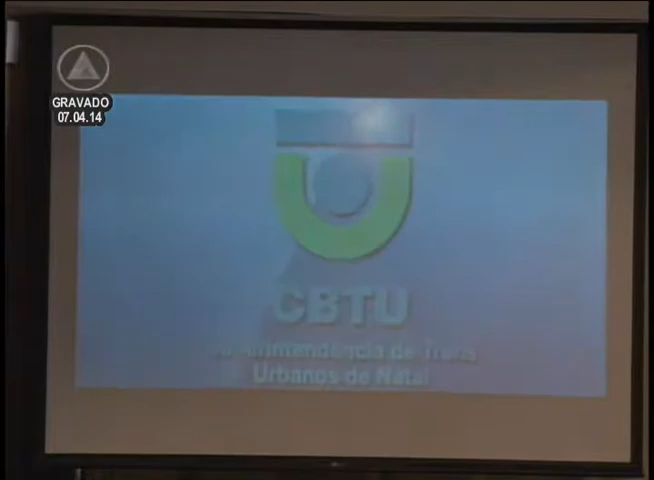 GRAVADO
07.04.14
CBTU
Superintendência de Trens
Urbanos de Natal